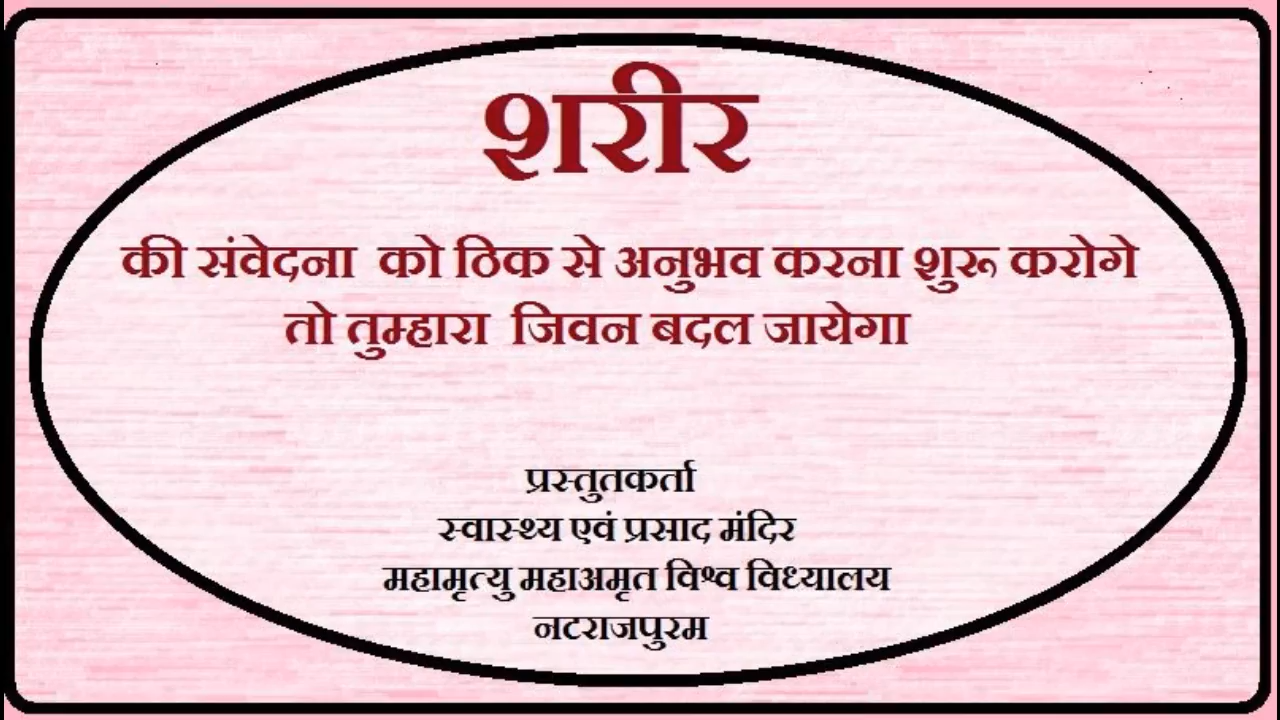 शरीर
की संवेदना को ठिक से अनुभव करना शुरू करोगे
तो तुम्हारा जिवन बदल जायेगा
प्रस्तुतकर्ता
स्वास्थ्य एवं प्रसाद मंदिर
महामृत्यु महाअमृत विश्व विध्यालय
नटराजपुरम